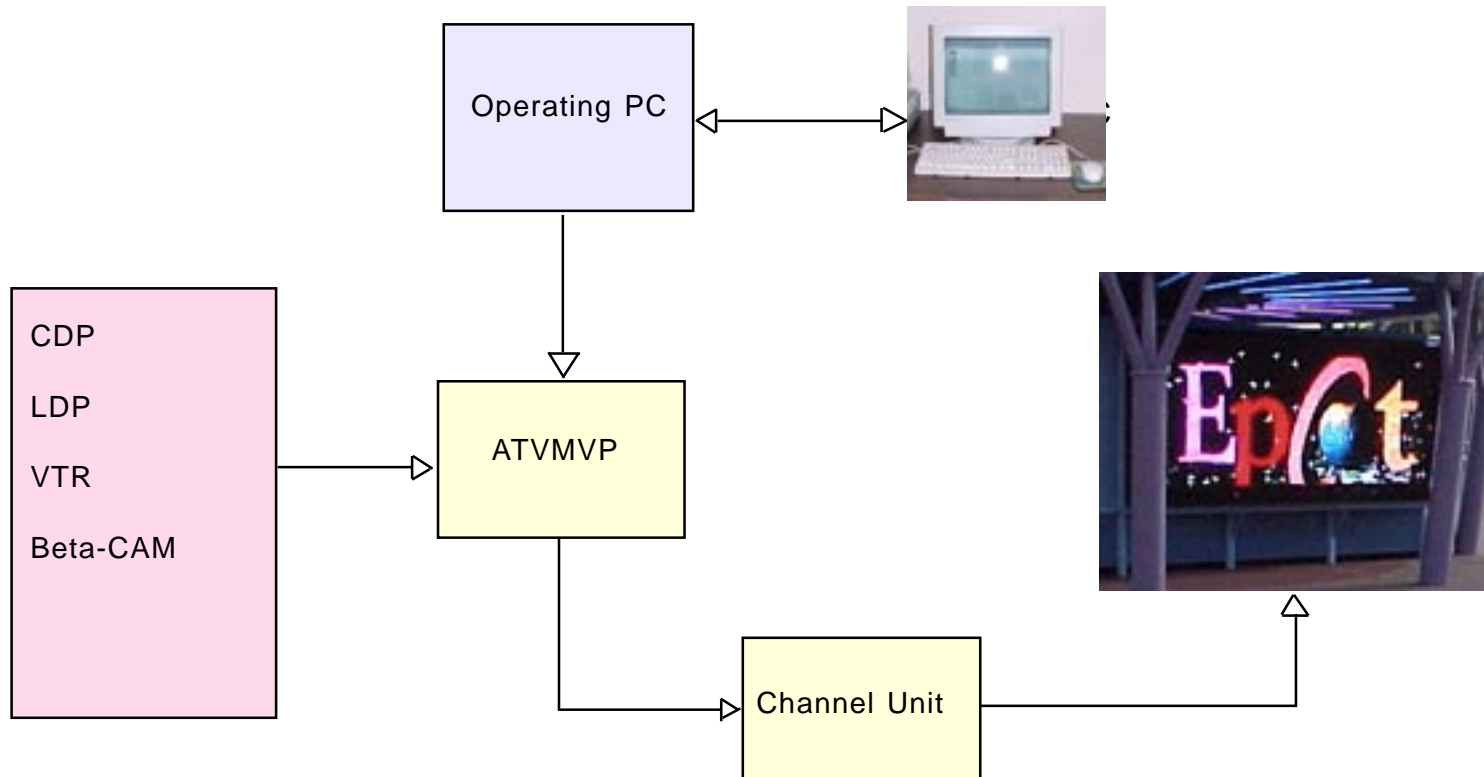 Operating PC
CDP
LDP
VTR
Beta-CAM
ATVMVP
Epcot
Channel Unit